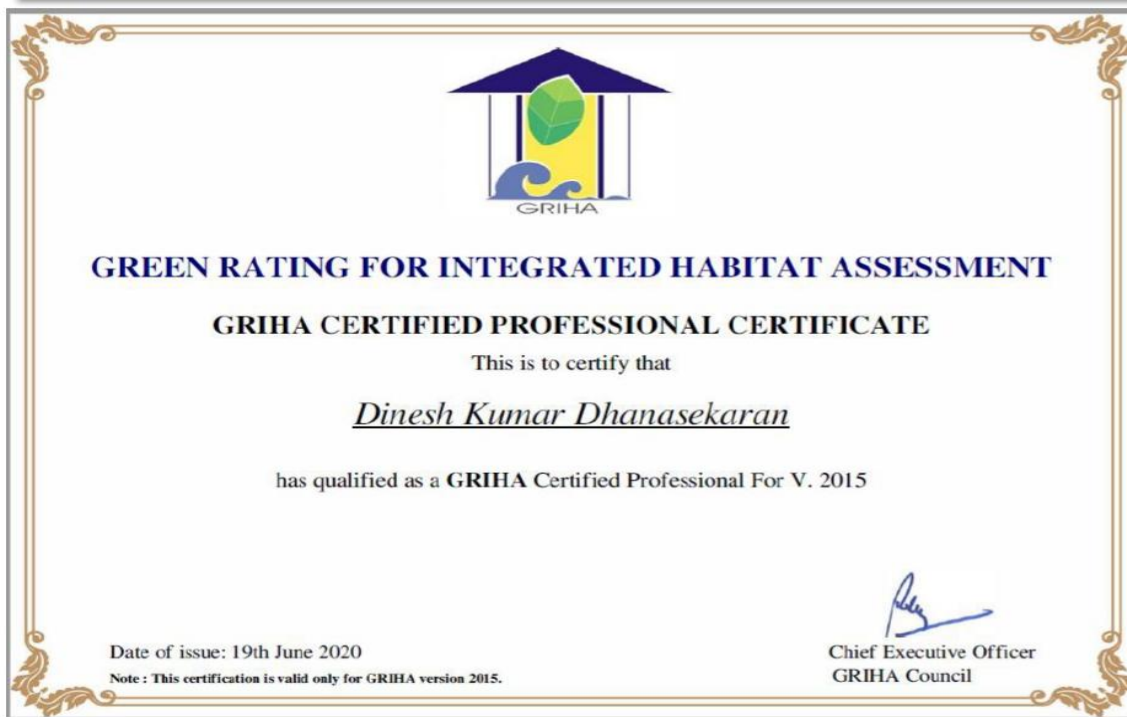 GRIHA
GREEN RATING FOR INTEGRATED HABITAT ASSESSMENT
GRIHA CERTIFIED PROFESSIONAL CERTIFICATE
This is to certify that
Dinesh Kumar Dhanasekaran
has qualified as a GRIHA Certified Professional For V. 2015
Date of issue: 19th June 2020
Note : This certification is valid only for GRIHA version 2015.
Chief Executive Officer
GRIHA Council